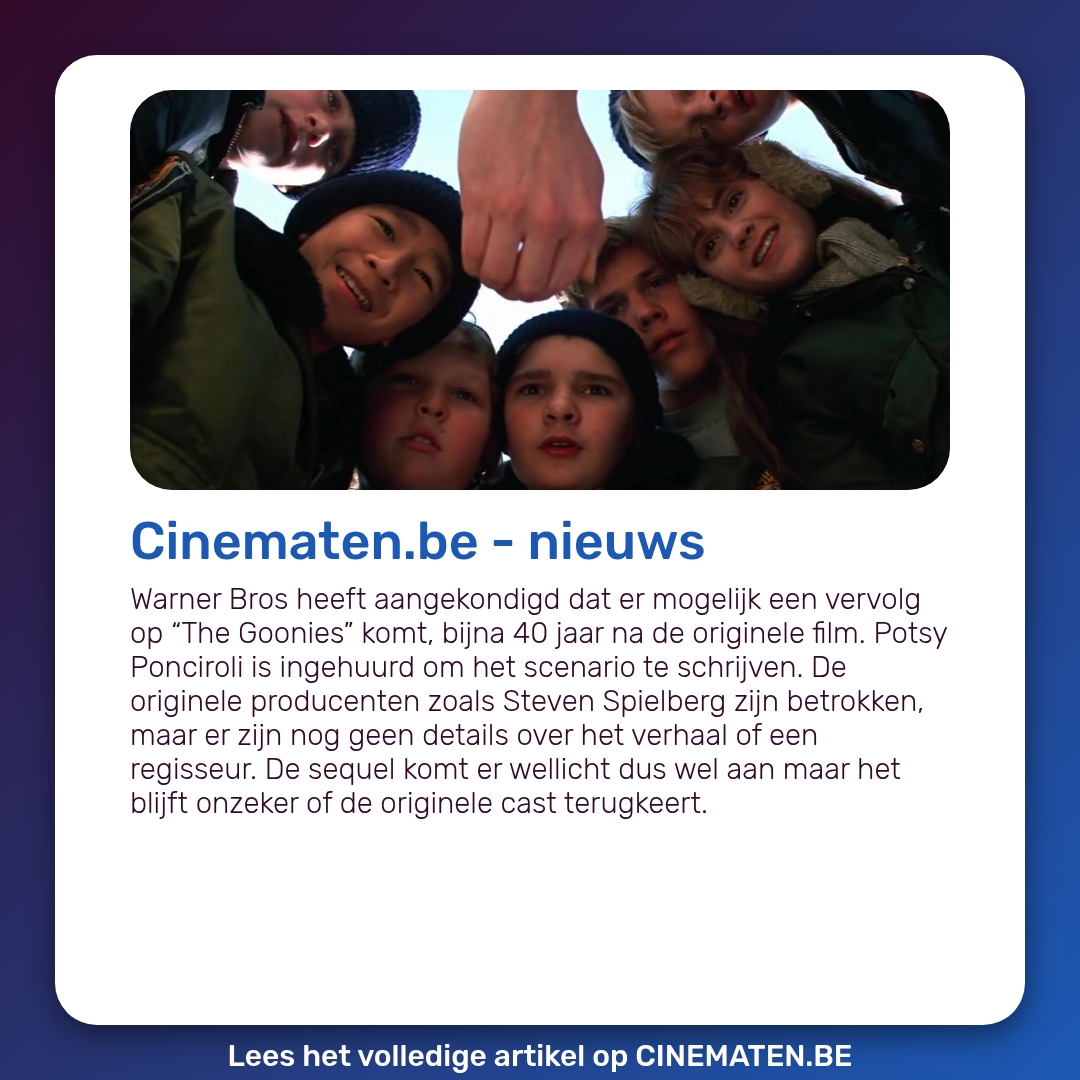 Cinematen.be - nieuws
Warner Bros heeft aangekondigd dat er mogelijk een vervolg
op “The Goonies” komt, bijna 40 jaar na de originele film. Potsy
Ponciroli is ingehuurd om het scenario te schrijven. De
originele producenten zoals Steven Spielberg zijn betrokken,
maar er zijn nog geen details over het verhaal of een
regisseur. De sequel komt er wellicht dus wel aan maar het
blijft onzeker of de originele cast terugkeert.
Lees het volledige artikel op CINEMATEN.BE